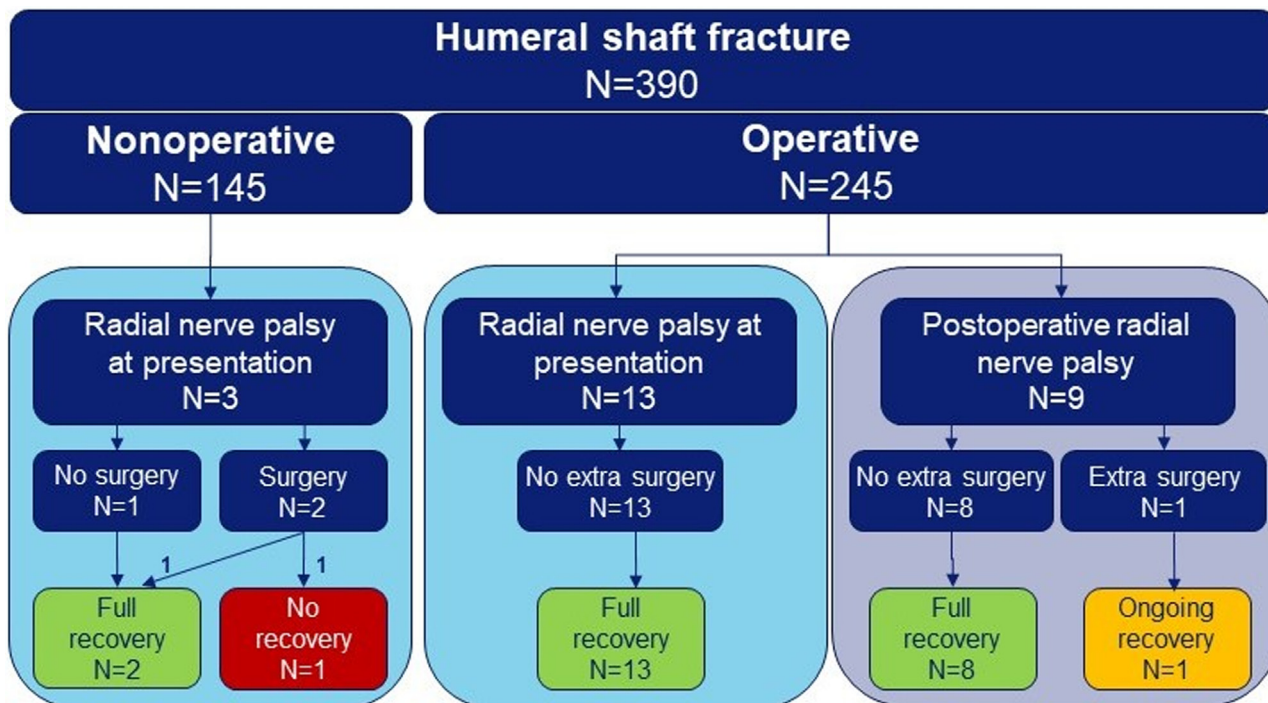 Humeral shaft fracture
N=390
Nonoperative
N=145
Operative
N=245
Radial nerve palsy
at presentation
N=3
Radial nerve palsy at
presentation
N=13
Postoperative radial
nerve palsy
N=9
No surgery
N=1
Surgery
N=2
No extra surgery
N=13
No extra surgery
N=8
Extra surgery
N=1
1
1
Full
recovery
N=2
No
recovery
N=1
Full
recovery
N=13
Full
recovery
N=8
Ongoing
recovery
N=1